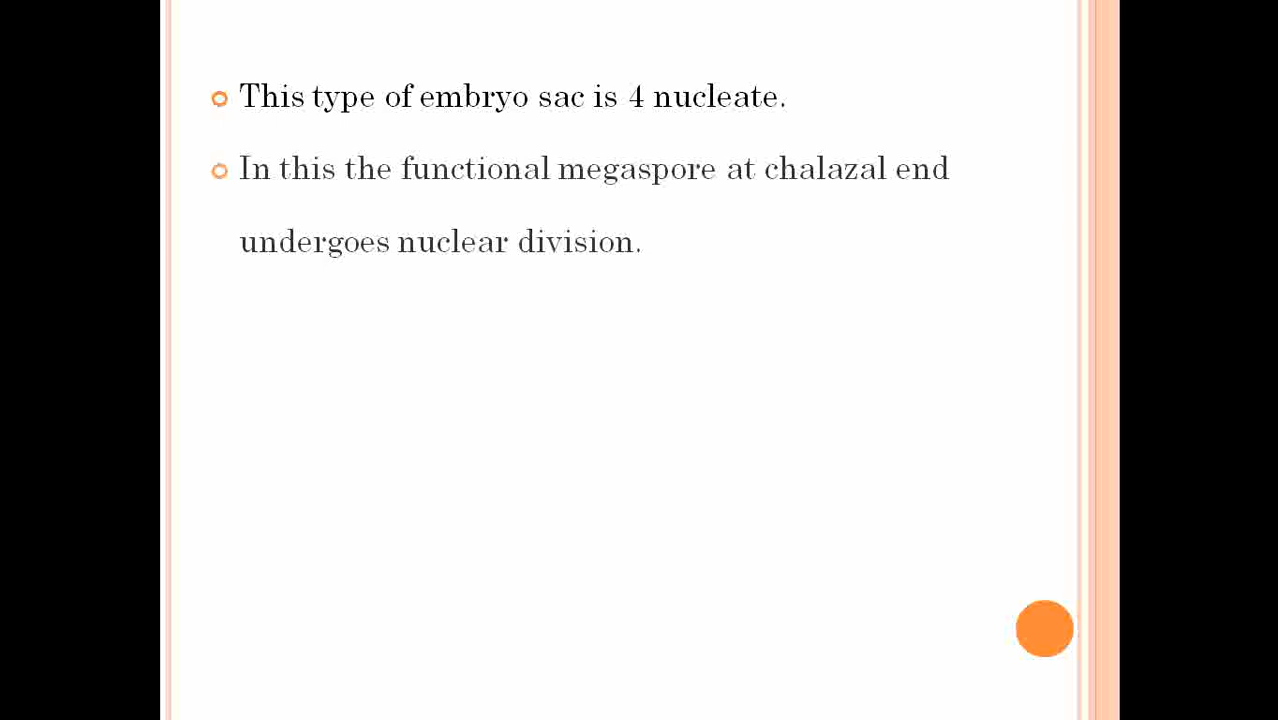 This type of embryo sac is 4 nucleate.
In this the functional megaspore at chalazal end
undergoes nuclear division.